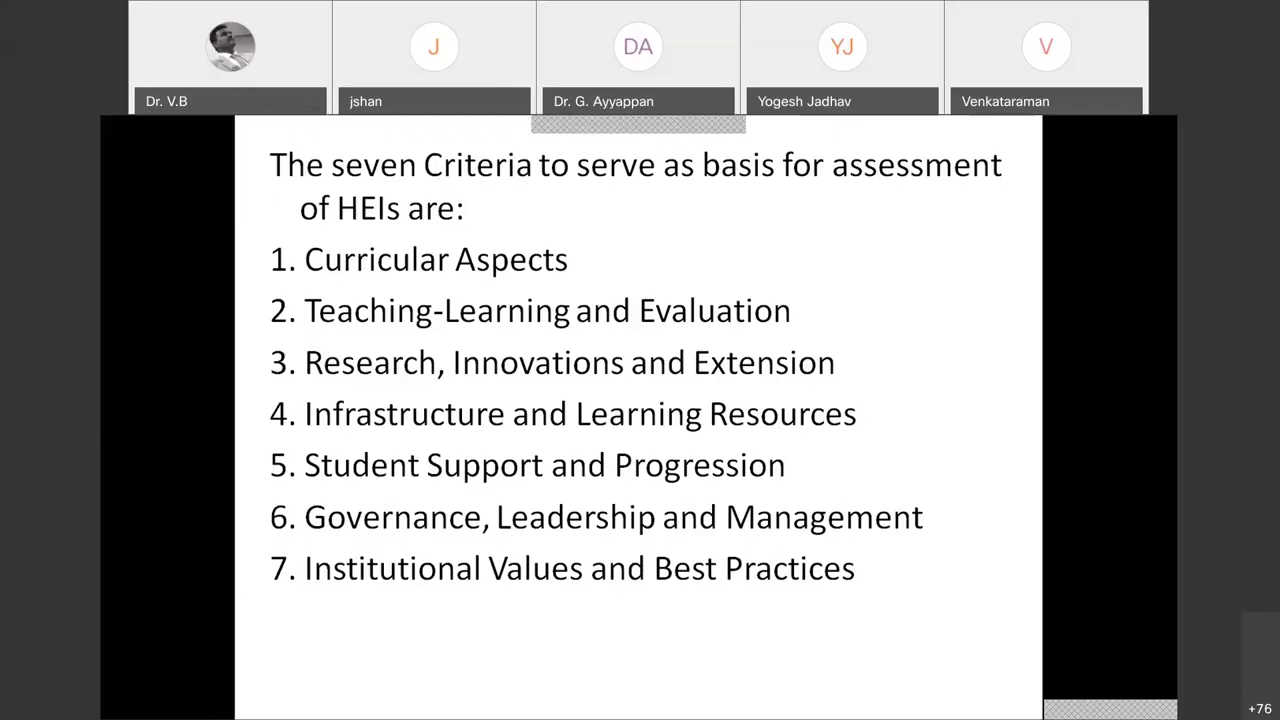 J
DA
YJ
V
Dr. V.B
jshan
Dr. G. Ayyappan
Yogesh Jadhav
Venkataraman
The seven Criteria to serve as basis for assessment
of HEIs are:
1. Curricular Aspects
2. Teaching-Learning and Evaluation
3. Research, Innovations and Extension
4. Infrastructure and Learning Resources
5. Student Support and Progression
6. Governance, Leadership and Management
7. Institutional Values and Best Practices
+76